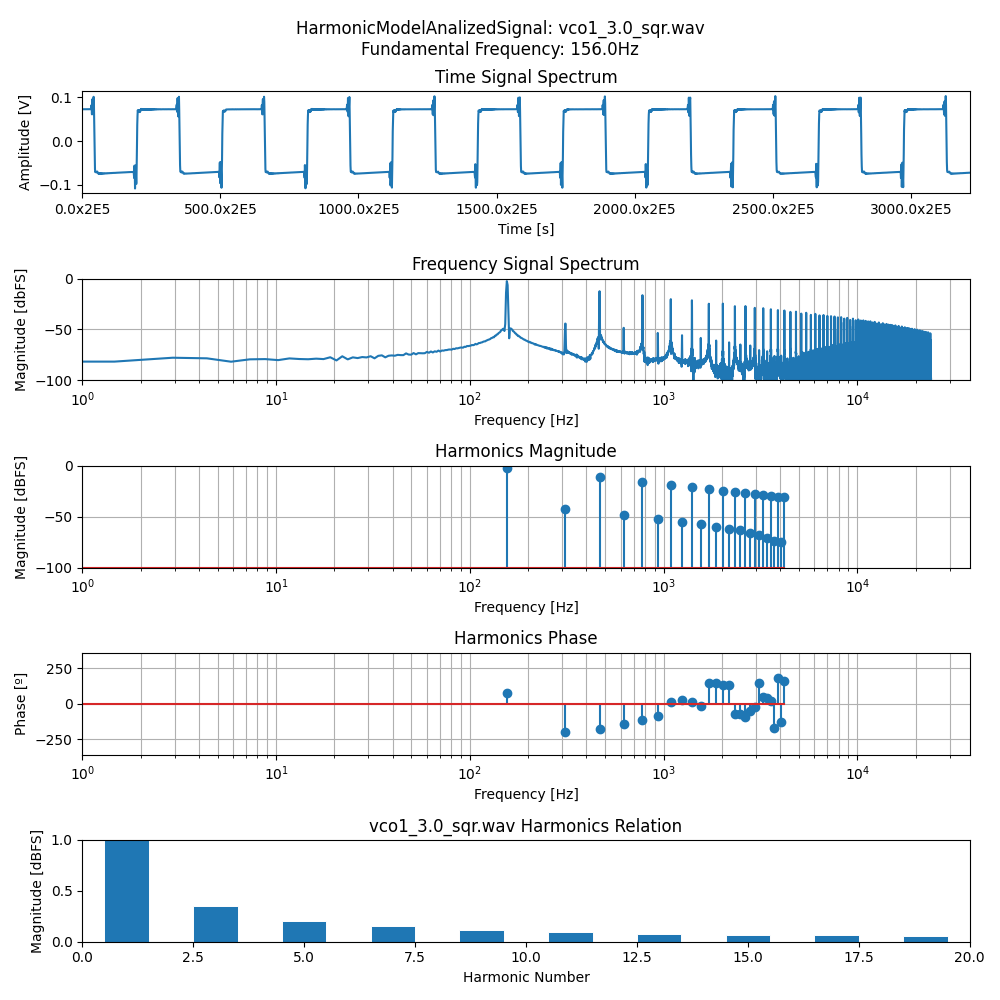 HarmonicModelAnalizedSignal: vco1_3.0_sqr.wav
Fundamental Frequency: 156.0Hz
Time Signal Spectrum
Amplitude [V]
0.1
0.0
−0.1
0.0x2E5 500.0x2E5 1000.0x2E5 1500.0x2E5 2000.0x2E5 2500.0x2E5 3000.0x2E5
Time [s]
Frequency Signal Spectrum
Magnitude [dbFS]
0
−50
−100
10^0 10^1 10^2 10^3 10^4
Frequency [Hz]
Harmonics Magnitude
Magnitude [dBFS]
0
−50
−100
10^0 10^1 10^2 10^3 10^4
Frequency [Hz]
Harmonics Phase
Phase [º]
250
0
−250
10^0 10^1 10^2 10^3 10^4
Frequency [Hz]
vco1_3.0_sqr.wav Harmonics Relation
Magnitude [dBFS]
1.0
0.5
0.0
0.0 2.5 5.0 7.5 10.0 12.5 15.0 17.5 20.0
Harmonic Number